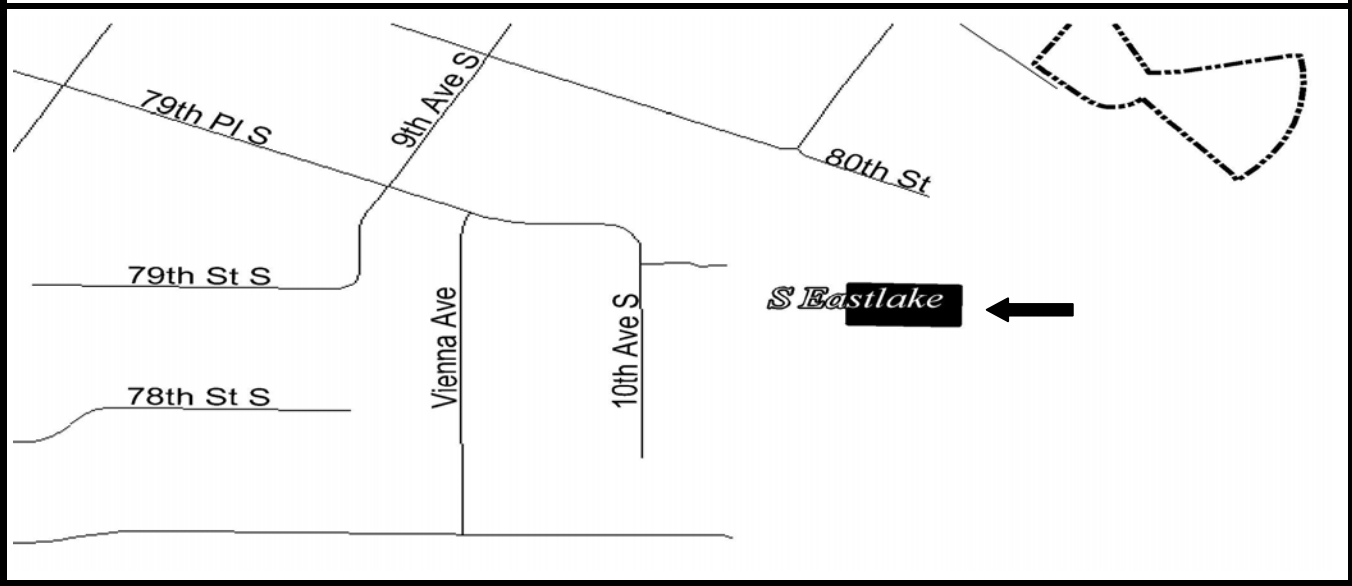 79th Pl S
9th Ave S
80th St
79th St S
S Eastlake
Vienna Ave
10th Ave S
78th St S